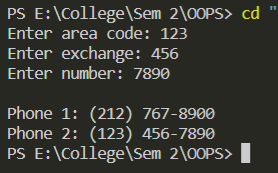 PS E:\College\Sem 2\OOPS> cd "
Enter area code: 123
Enter exchange: 456
Enter number: 7890
Phone 1: (212) 767-8900
Phone 2: (123) 456-7890
PS E:\College\Sem 2\OOPS>